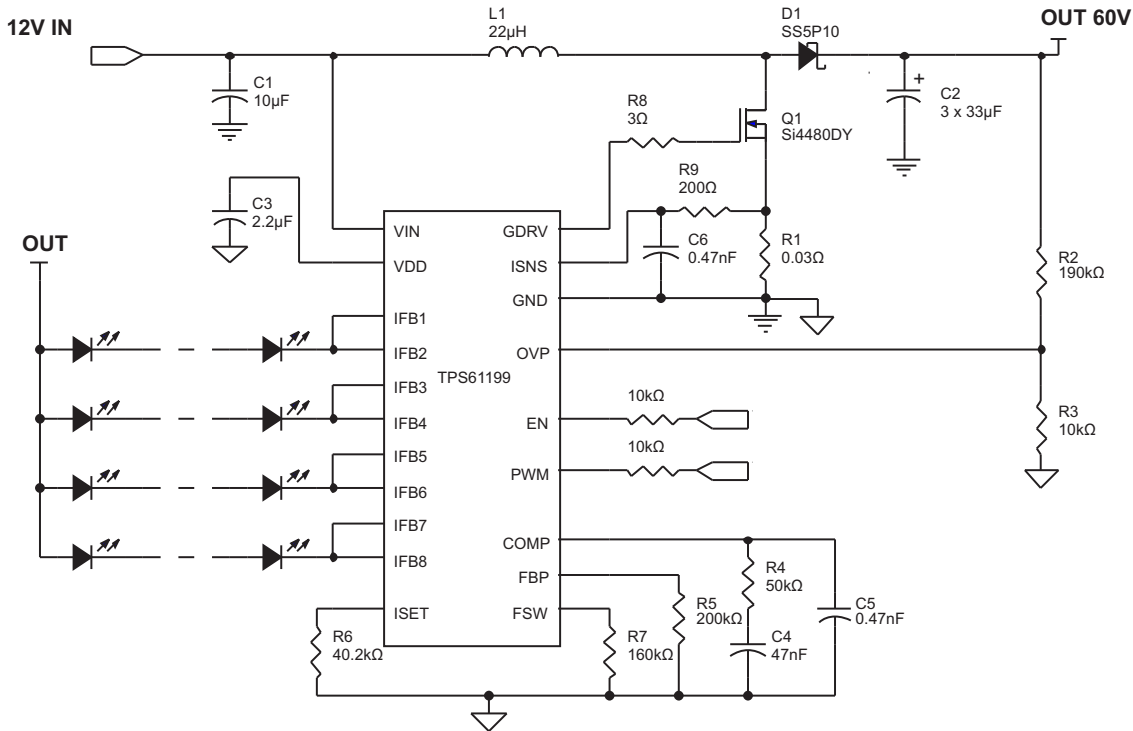 12V IN
L1
22µH
D1
SS5P10
OUT 60V
C1
10µF
R8
3Ω
Q1
Si4480DY
+
C2
3 x 33µF
R9
200Ω
C3
2.2µF
OUT
C6
0.47nF
R1
0.03Ω
R2
190kΩ
VIN
GDRV
VDD
ISNS
GND
IFB1
IFB2
OVP
TPS61199
IFB3
IFB4
EN
10kΩ
R3
10kΩ
IFB5
IFB6
PWM
10kΩ
IFB7
IFB8
COMP
FBP
R4
50kΩ
ISET
FSW
R5
200kΩ
C5
0.47nF
R6
40.2kΩ
R7
160kΩ
C4
47nF